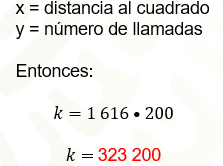 x = distancia al cuadrado
y = número de llamadas
Entonces:
k = 1 616 • 200
k = 323 200